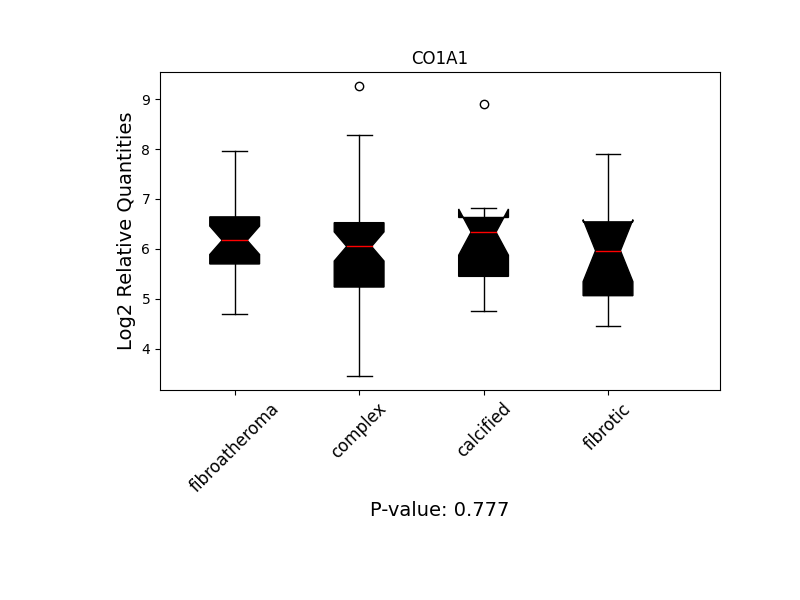 CO1A1
Log2 Relative Quantities
9
8
7
6
5
4
fibroatheroma
complex
calcified
fibrotic
P-value: 0.777